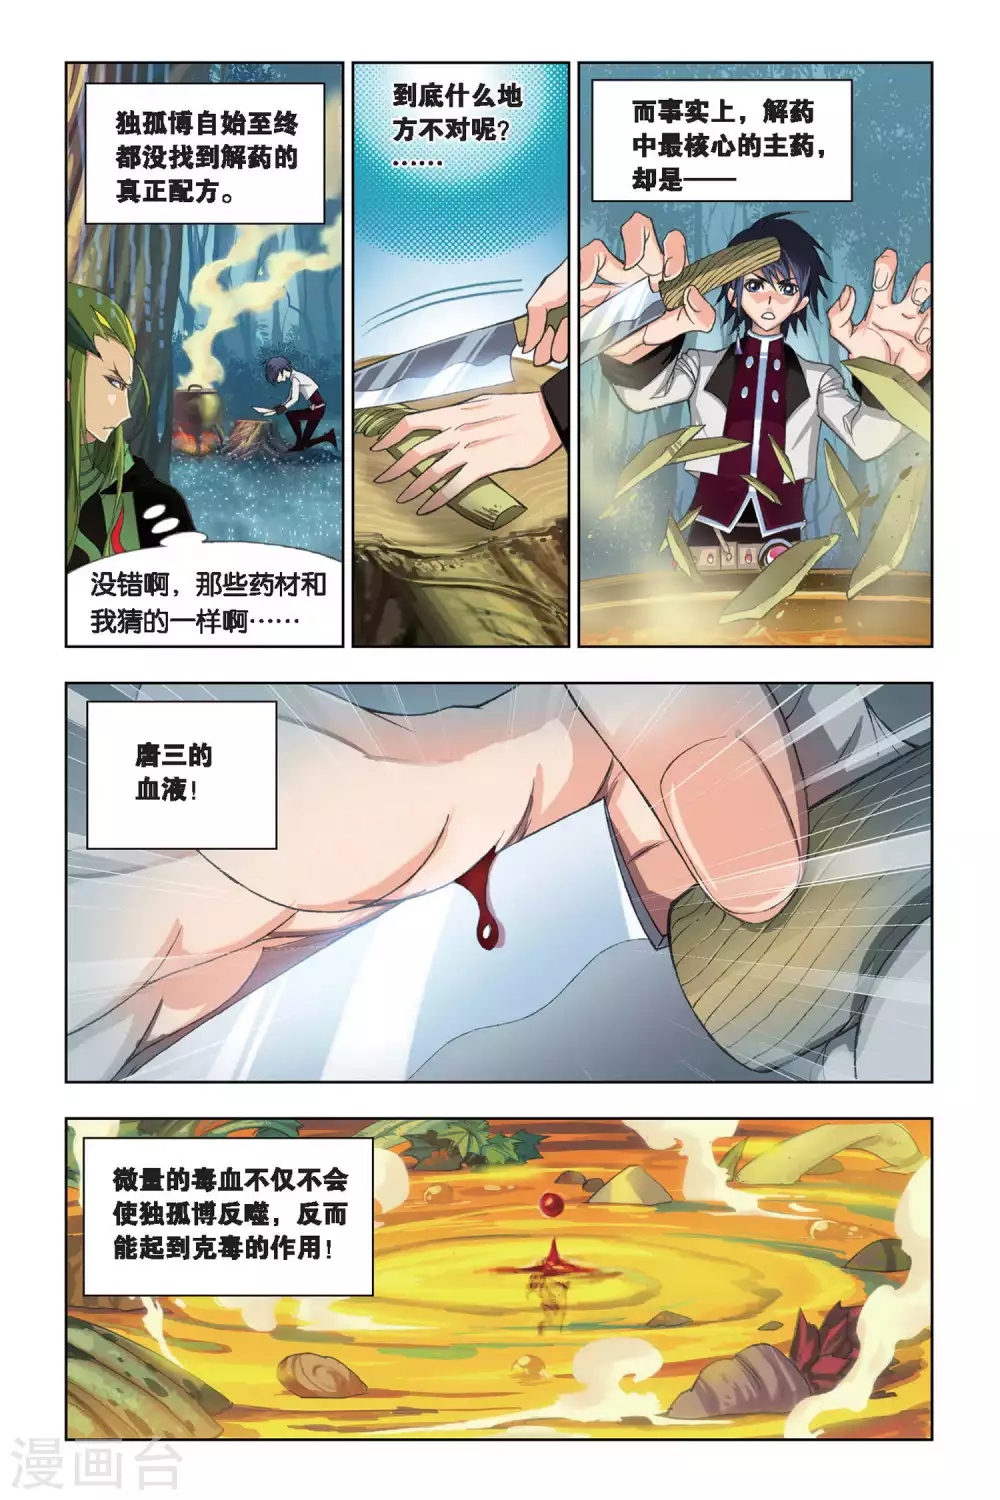 独孤博自始至终
都没找到解药的
真正配方。
没错啊，那些药材和
我猜的一样啊……
到底什么地
方不对呢？
……
而事实上，解药
中最核心的主药，
却是——
唐三的
血液！
微量的毒血不仅不会
使独孤博反噬，反而
能起到克毒的作用！
漫画台